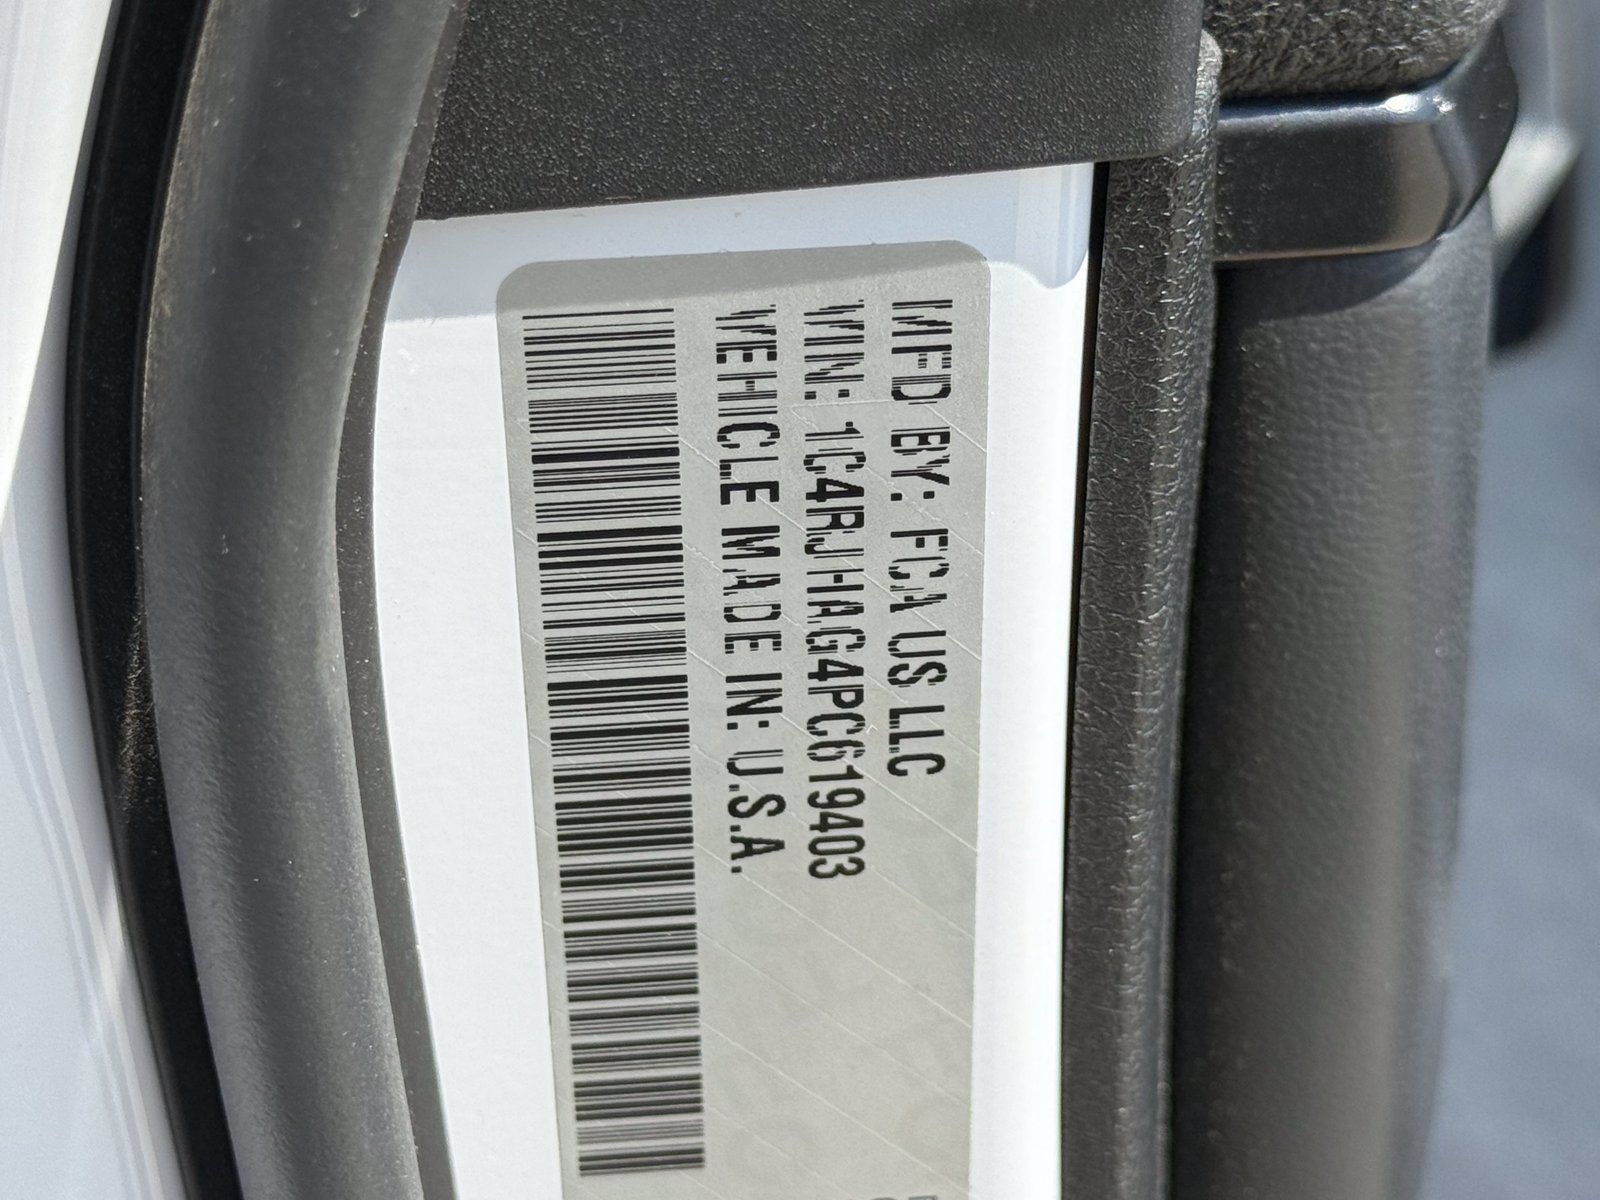 MFD BY: FCA US LLC
VIN: 1C4RJHAG4PC619403
VEHICLE MADE IN: U.S.A.